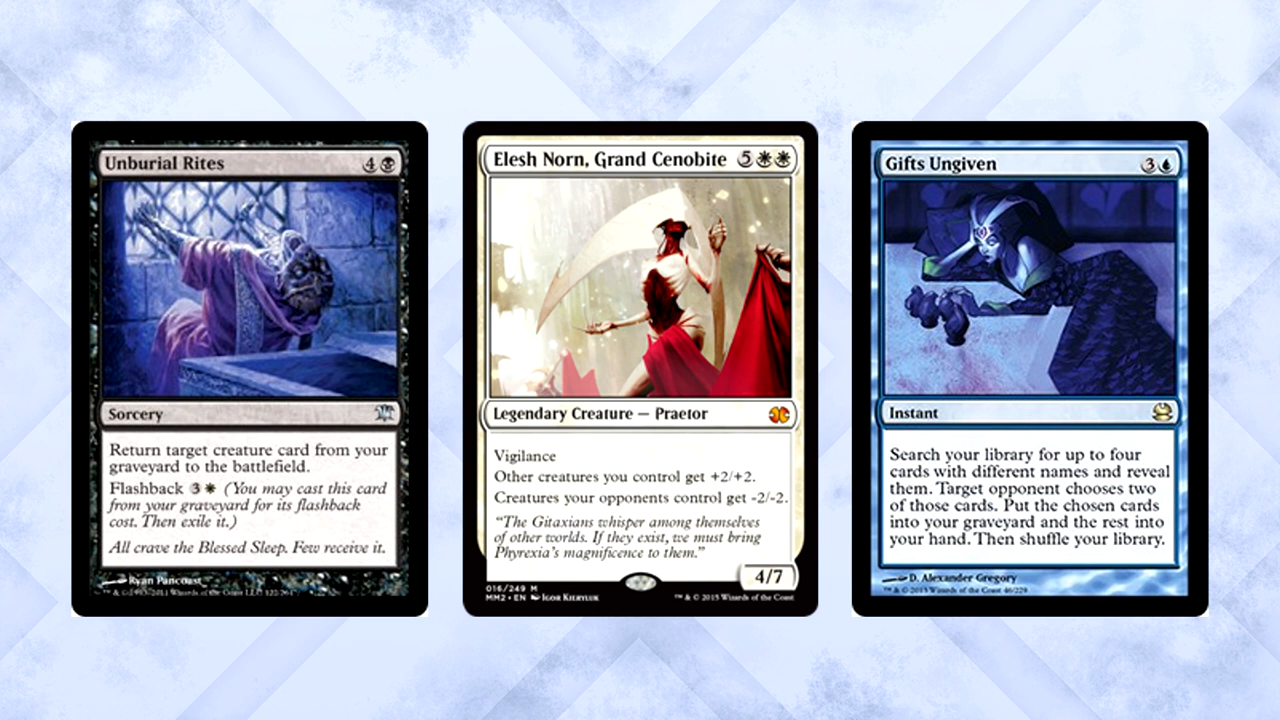 Unburial Rites 4
Sorcery
Return target creature card from your
graveyard to the battlefield.
Flashback 3 (You may cast this card
from your graveyard for its flashback
cost. Then exile it.)
All crave the Blessed Sleep. Few receive it.
Ryan Pancoast
Elesh Norn, Grand Cenobite 5
Legendary Creature — Praetor
Vigilance
Other creatures you control get +2/+2.
Creatures your opponents control get -2/-2.
“The Gitaxians whisper among themselves
of other worlds. If they exist, we must bring
Phyrexia’s magnificence to them.”
4/7
016/249 M
MM2 • EN Igor Kieryluk
™ & © 2015 Wizards of the Coast
Gifts Ungiven 3
Instant
Search your library for up to four
cards with different names and reveal
them. Target opponent chooses two
of those cards. Put the chosen cards
into your graveyard and the rest into
your hand. Then shuffle your library.
D. Alexander Gregory
™ & © 2013 Wizards of the Coast 46/229